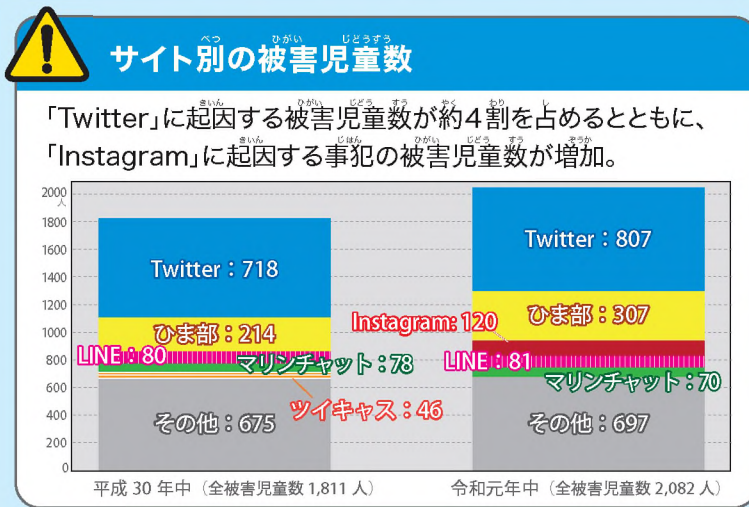 サイト別の被害児童数
「Twitter」に起因する被害児童数が約4割を占めるとともに、
「Instagram」に起因する事犯の被害児童数が増加。
2000
人
1800
1600
1400
1200
1000
800
600
400
200
0
Twitter：718
ひま部：214
LINE：80
マリンチャット：78
ツイキャス：46
その他：675
平成30年中（全被害児童数1,811人）
Twitter：807
ひま部：307
Instagram: 120
LINE：81
マリンチャット：70
その他：697
令和元年中（全被害児童数2,082人）